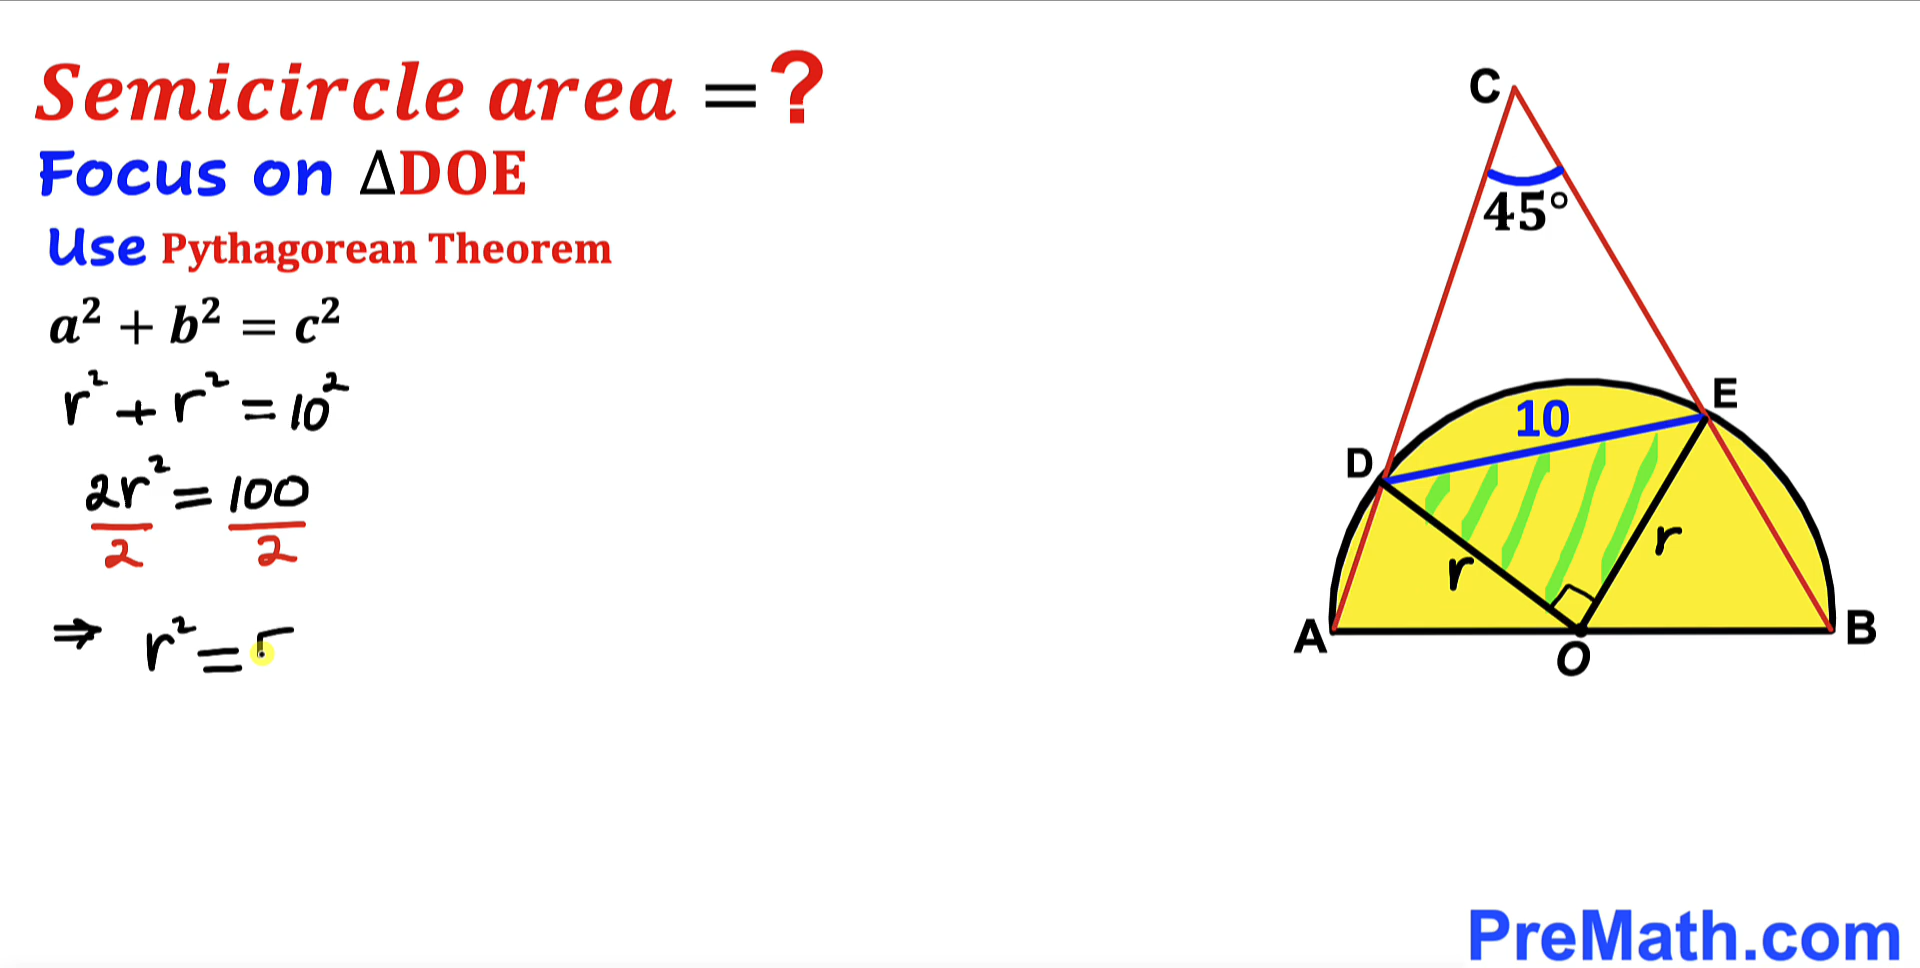 Semicircle area = ?
Focus on ΔDOE
Use Pythagorean Theorem
a² + b² = c²
r² + r² = 10²
2r² = 100
2 2
⇒ r² = 5
C
45°
E
10
D
r
r
A
B
O
PreMath.com